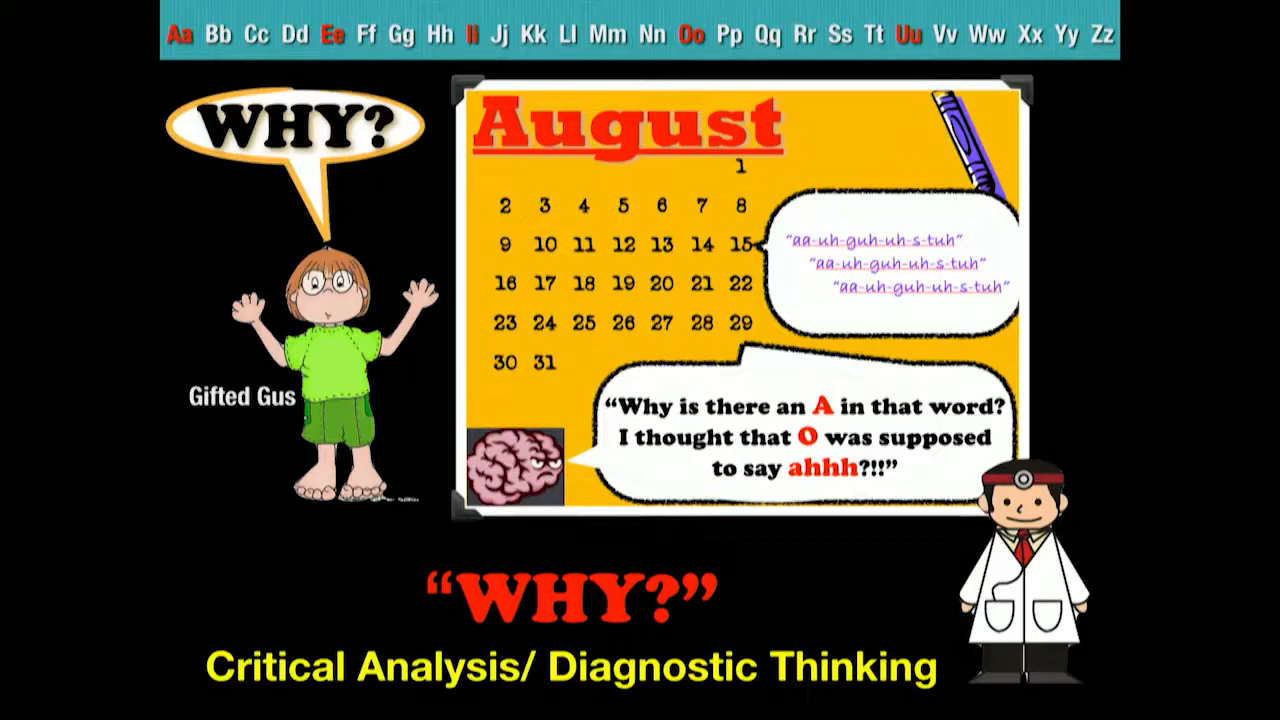 Aa Bb Cc Dd Ee Ff Gg Hh Ii Jj Kk Ll Mm Nn Oo Pp Qq Rr Ss Tt Uu Vv Ww Xx Yy Zz
WHY?
Gifted Gus
August
1
2 3 4 5 6 7 8
9 10 11 12 13 14 15
16 17 18 19 20 21 22
23 24 25 26 27 28 29
30 31
“aa-uh-guh-uh-s-tuh”
“aa-uh-guh-uh-s-tuh”
“aa-uh-guh-uh-s-tuh”
“Why is there an A in that word?
I thought that O was supposed
to say ahhh?!!”
“WHY?”
Critical Analysis/ Diagnostic Thinking